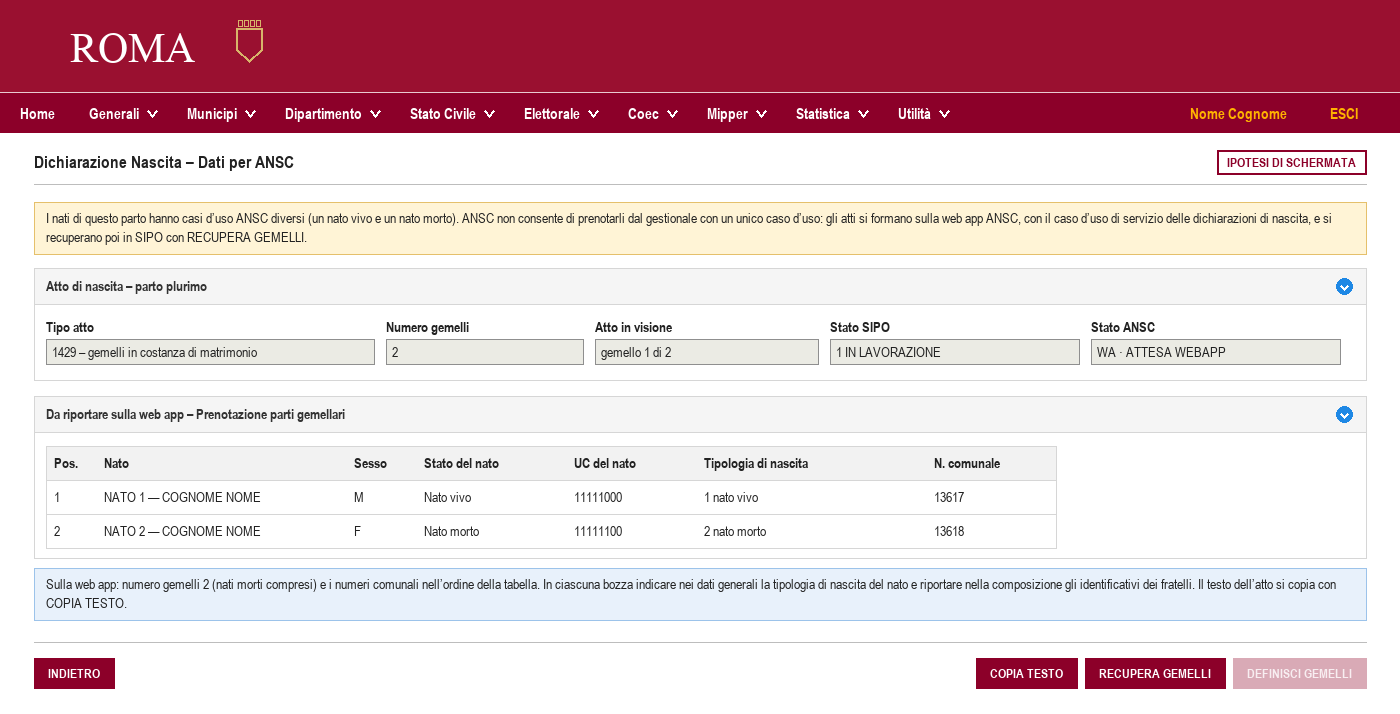 ROMA
Home Generali Municipi Dipartimento Stato Civile Elettorale Coec Mipper Statistica Utilità Nome Cognome ESCI
Dichiarazione Nascita – Dati per ANSC IPOTESI DI SCHERMATA
I nati di questo parto hanno casi d’uso ANSC diversi (un nato vivo e un nato morto). ANSC non consente di prenotarli dal gestionale con un unico caso d’uso: gli atti si formano sulla web app ANSC, con il caso d’uso di servizio delle dichiarazioni di nascita, e si
recuperano poi in SIPO con RECUPERA GEMELLI.
Atto di nascita – parto plurimo
Tipo atto Numero gemelli Atto in visione Stato SIPO Stato ANSC
1429 – gemelli in costanza di matrimonio 2 gemello 1 di 2 1 IN LAVORAZIONE WA · ATTESA WEBAPP
Da riportare sulla web app – Prenotazione parti gemellari
Pos. Nato Sesso Stato del nato UC del nato Tipologia di nascita N. comunale
1 NATO 1 — COGNOME NOME M Nato vivo 11111000 1 nato vivo 13617
2 NATO 2 — COGNOME NOME F Nato morto 11111100 2 nato morto 13618
Sulla web app: numero gemelli 2 (nati morti compresi) e i numeri comunali nell’ordine della tabella. In ciascuna bozza indicare nei dati generali la tipologia di nascita del nato e riportare nella composizione gli identificativi dei fratelli. Il testo dell’atto si copia con
COPIA TESTO.
INDIETRO COPIA TESTO RECUPERA GEMELLI DEFINISCI GEMELLI